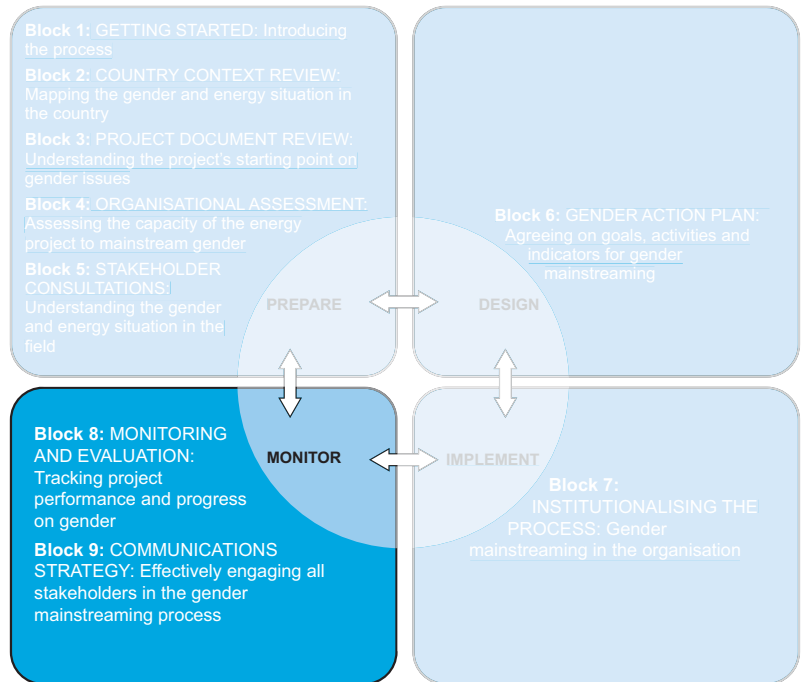 Block 1: GETTING STARTED: Introducing
the process
Block 2: COUNTRY CONTEXT REVIEW:
Mapping the gender and energy situation in
the country
Block 3: PROJECT DOCUMENT REVIEW:
Understanding the project's starting point on
gender issues
Block 4: ORGANISATIONAL ASSESSMENT:
Assessing the capacity of the energy
project to mainstream gender
Block 5: STAKEHOLDER
CONSULTATIONS:
Understanding the gender
and energy situation in the
field
PREPARE
Block 6: GENDER ACTION PLAN:
Agreeing on goals, activities and
indicators for gender
mainstreaming
DESIGN
Block 8: MONITORING
AND EVALUATION:
Tracking project
performance and progress
on gender
Block 9: COMMUNICATIONS
STRATEGY: Effectively engaging all
stakeholders in the gender
mainstreaming process
MONITOR
IMPLEMENT
Block 7:
INSTITUTIONALISING THE
PROCESS: Gender
mainstreaming in the organisation